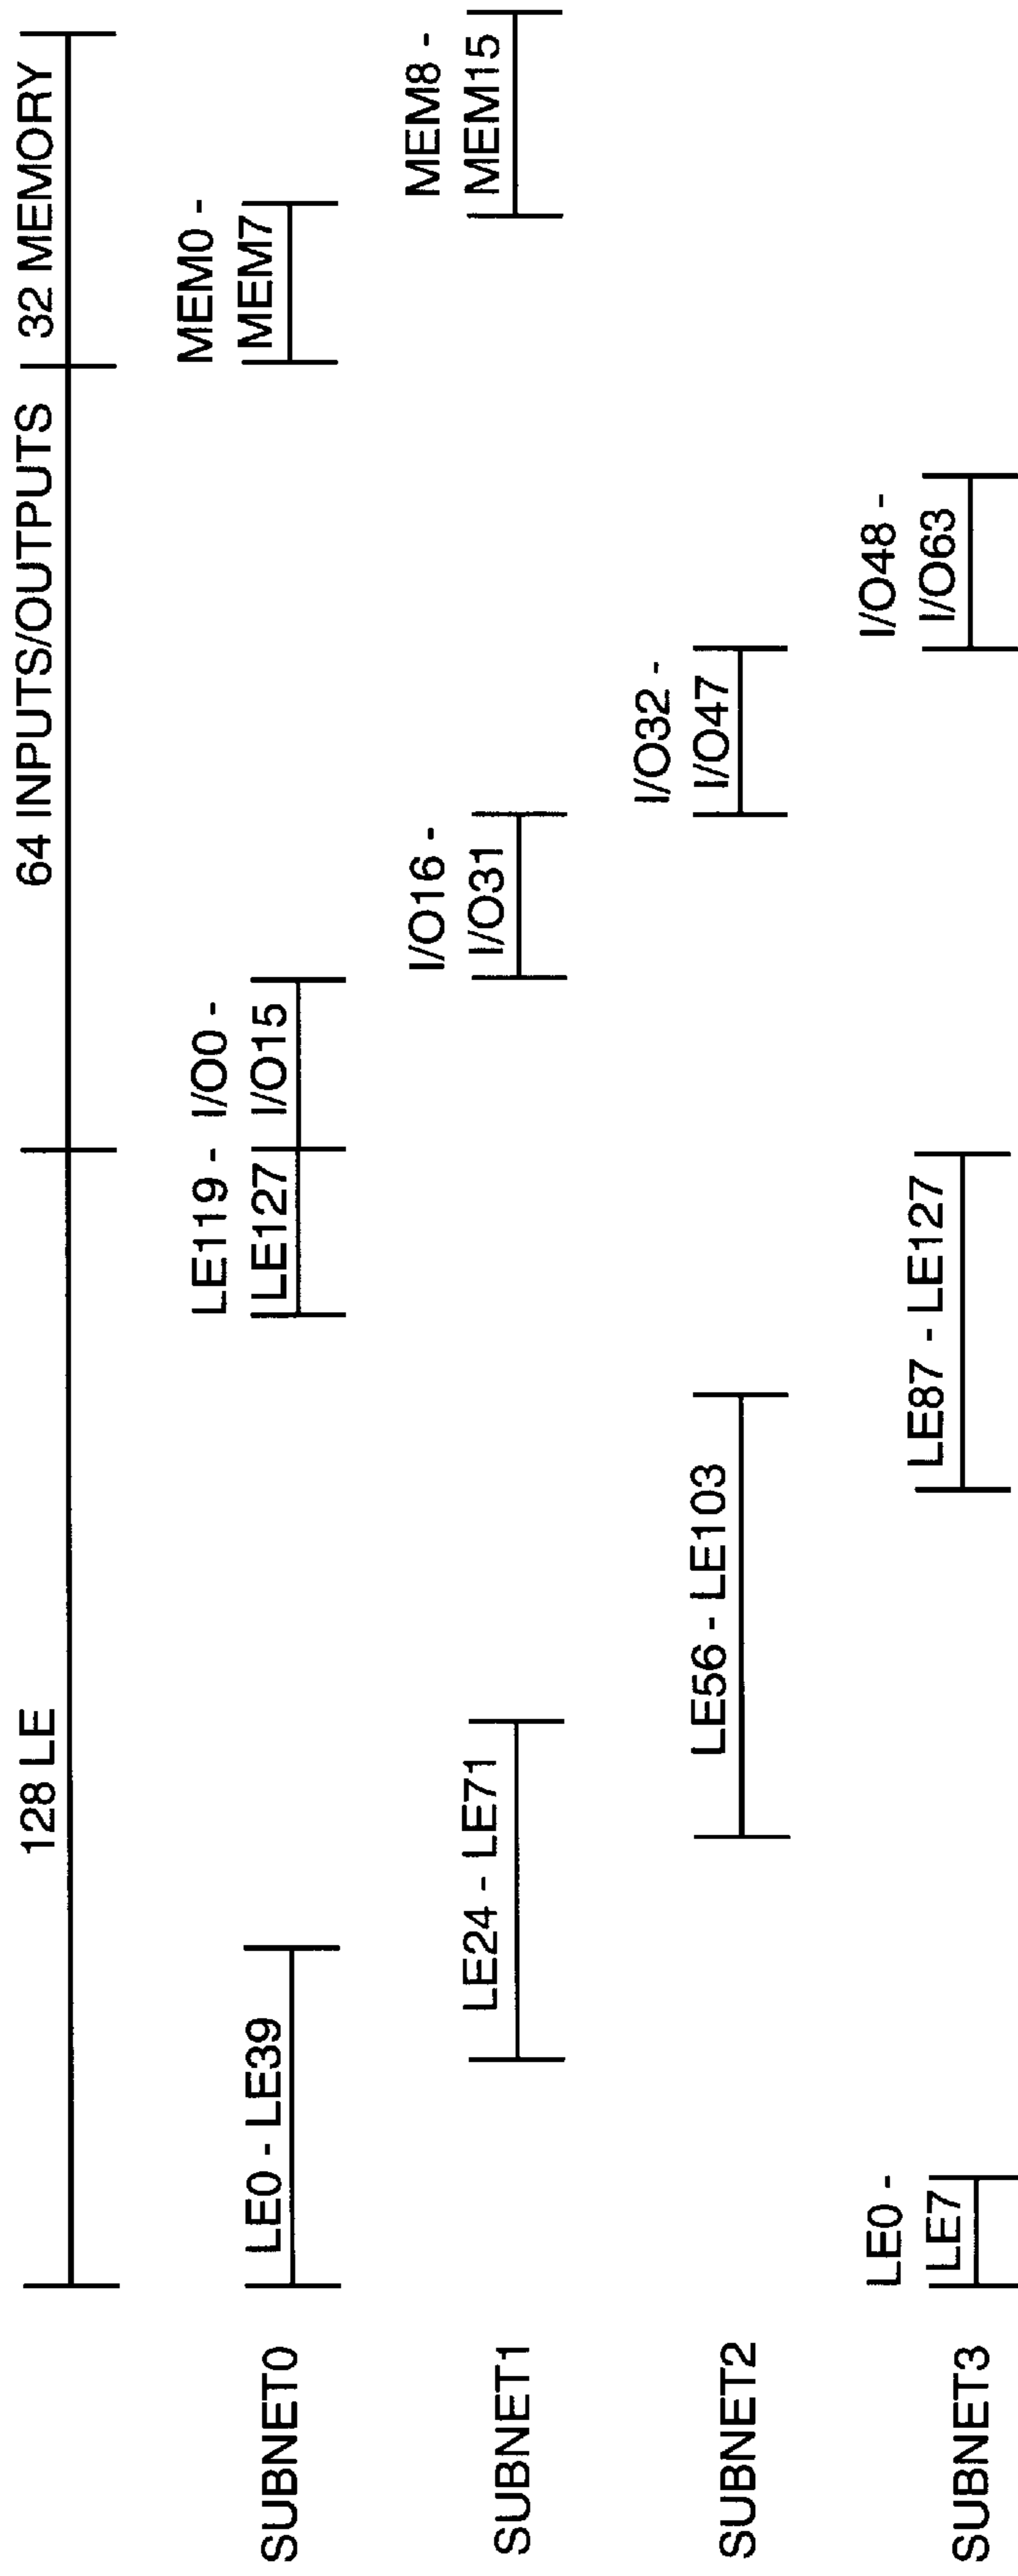 128 LE
64 INPUTS/OUTPUTS
32 MEMORY
SUBNET0
LE0 - LE39
LE119 -
LE127
I/O0 -
I/O15
MEM0 -
MEM7
SUBNET1
LE24 - LE71
I/O16 -
I/O31
MEM8 -
MEM15
SUBNET2
LE56 - LE103
I/O32 -
I/O47
SUBNET3
LE0 -
LE7
LE87 - LE127
I/O48 -
I/O63